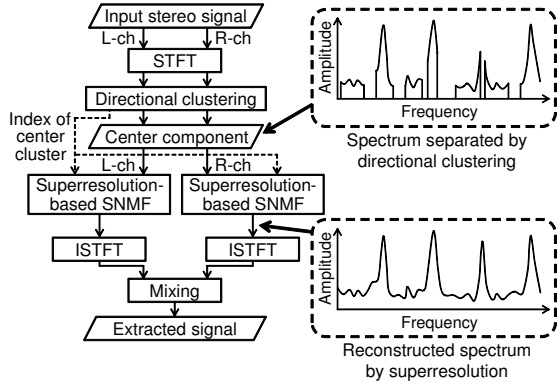 Input stereo signal
L-ch
R-ch
STFT
Directional clustering
Index of
center
cluster
Center component
L-ch
R-ch
Superresolution-
based SNMF
Superresolution-
based SNMF
ISTFT
ISTFT
Mixing
Extracted signal
Amplitude
Frequency
Spectrum separated by
directional clustering
Amplitude
Frequency
Reconstructed spectrum
by superresolution